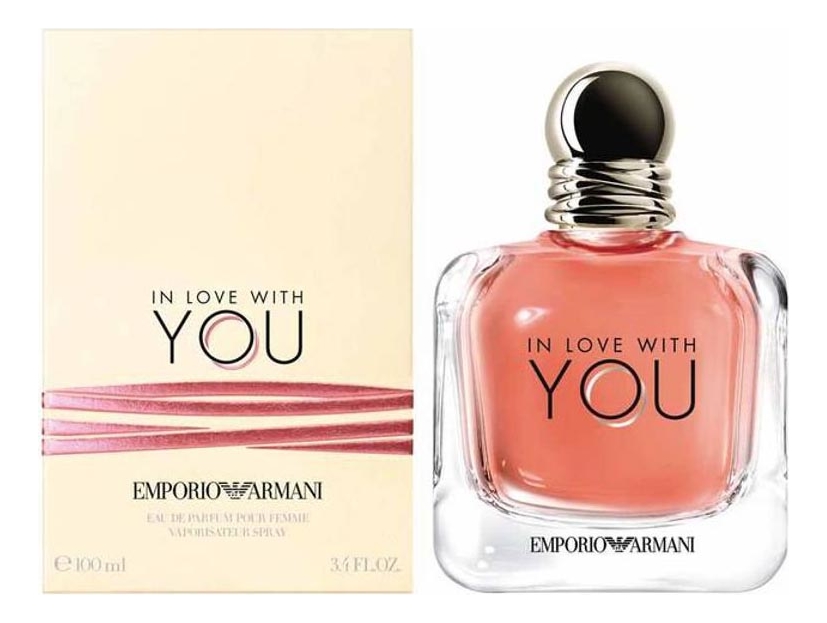 IN LOVE WITH
YOU
EMPORIO ARMANI
EAU DE PARFUM POUR FEMME
VAPORISATEUR SPRAY
e 100 ml 3.4 FL.OZ.
IN LOVE WITH
YOU
EMPORIO ARMANI